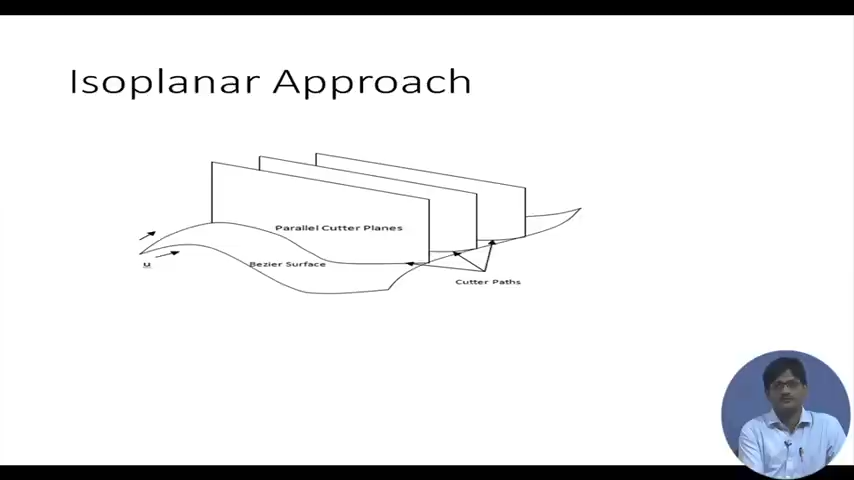 Isoplanar Approach
Parallel Cutter Planes
u
Bezier Surface
Cutter Paths